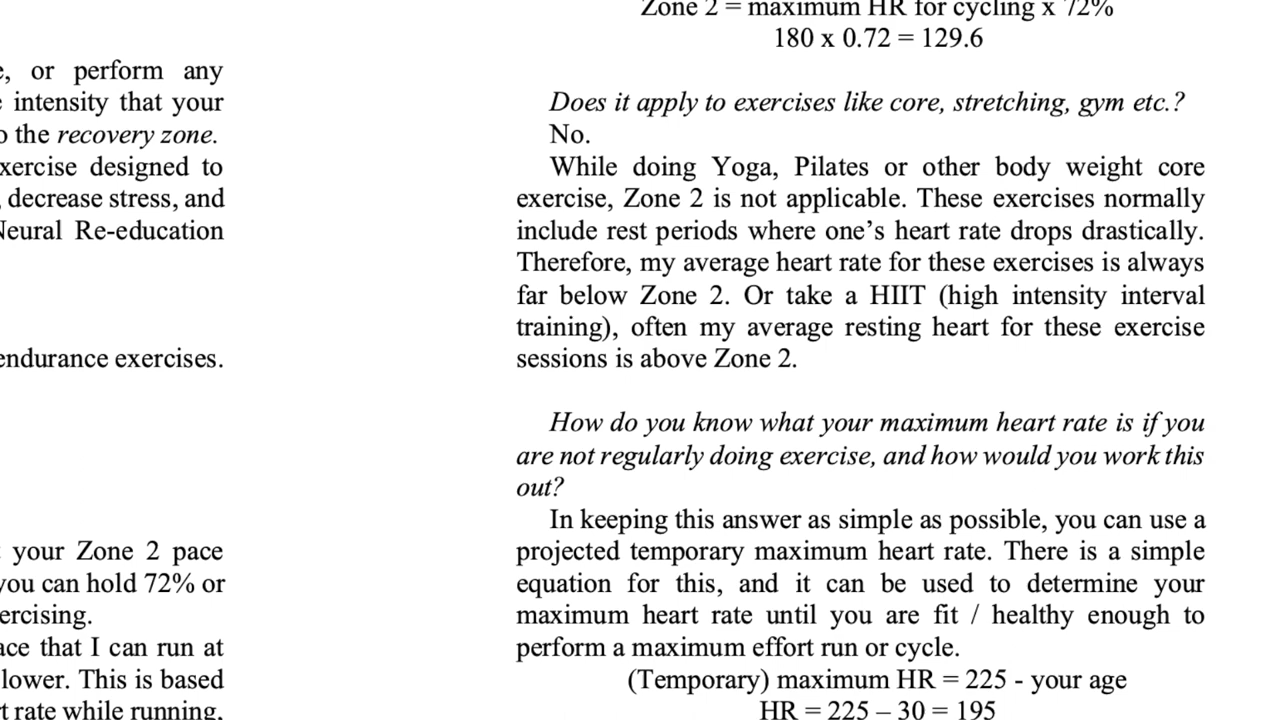 e, or perform any
intensity that your
o the recovery zone.
xercise designed to
, decrease stress, and
Neural Re-education
endurance exercises.
your Zone 2 pace
you can hold 72% or
ercising.
ace that I can run at
lower. This is based
t rate while running,
Zone 2 = maximum HR for cycling x 72%
180 x 0.72 = 129.6
Does it apply to exercises like core, stretching, gym etc.?
No.
While doing Yoga, Pilates or other body weight core
exercise, Zone 2 is not applicable. These exercises normally
include rest periods where one’s heart rate drops drastically.
Therefore, my average heart rate for these exercises is always
far below Zone 2. Or take a HIIT (high intensity interval
training), often my average resting heart for these exercise
sessions is above Zone 2.
How do you know what your maximum heart rate is if you
are not regularly doing exercise, and how would you work this
out?
In keeping this answer as simple as possible, you can use a
projected temporary maximum heart rate. There is a simple
equation for this, and it can be used to determine your
maximum heart rate until you are fit / healthy enough to
perform a maximum effort run or cycle.
(Temporary) maximum HR = 225 - your age
HR = 225 – 30 = 195